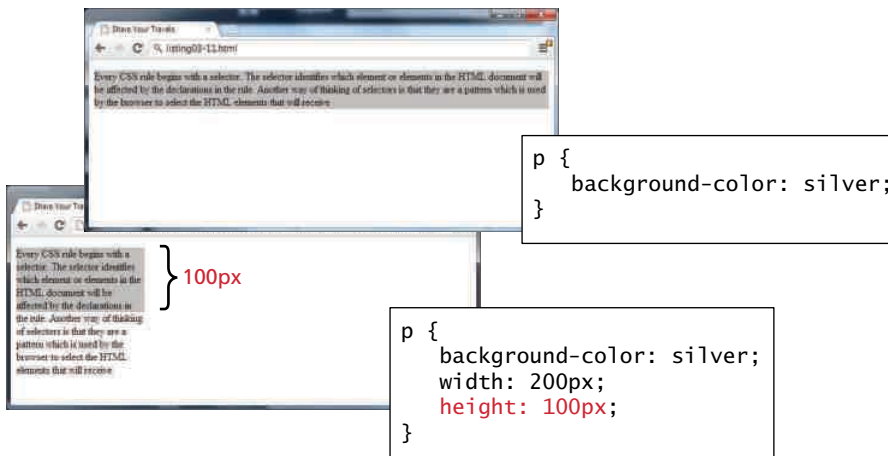 Share Your Travels
listing03-11.html
Every CSS rule begins with a selector. The selector identifies which element or elements in the HTML document will
be affected by the declarations in the rule. Another way of thinking of selectors is that they are a pattern which is used
by the browser to select the HTML elements that will receive
p {
background-color: silver;
}
Share Your Tra
Every CSS rule begins with a
selector. The selector identifies
which element or elements in the
HTML document will be
affected by the declarations in
the rule. Another way of thinking
of selectors is that they are a
pattern which is used by the
browser to select the HTML
elements that will receive
100px
p {
background-color: silver;
width: 200px;
height: 100px;
}